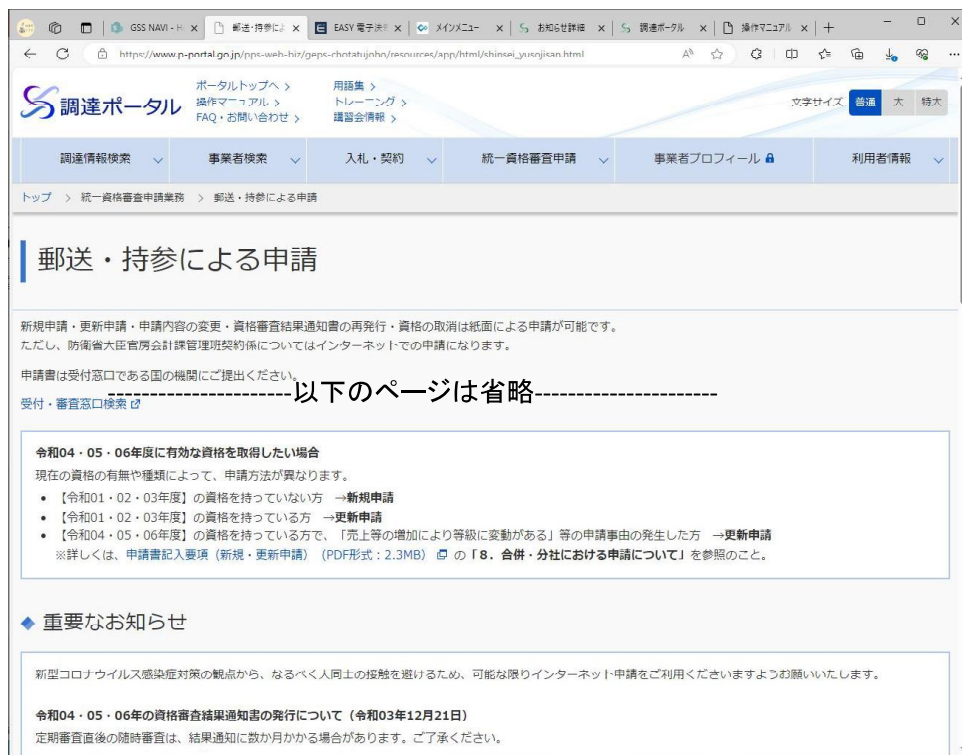 GSS NAVI - H
郵送・持参によ
EASY 電子決
メインメニュー
お知らせ詳細
調達ポータル
操作マニュアル
https://www.p-portal.go.jp/pps-web-biz/geps-chotatujoho/resources/app/html/shinsei_yusojisan.html
調達ポータル
ポータルトップへ
操作マニュアル
FAQ・お問い合わせ
用語集
トレーニング
講習会情報
文字サイズ 普通 大 特大
調達情報検索 事業者検索 入札・契約 統一資格審査申請 事業者プロフィール 利用者情報
トップ > 統一資格審査申請業務 > 郵送・持参による申請
郵送・持参による申請
新規申請・更新申請・申請内容の変更・資格審査結果通知書の再発行・資格の取消は紙面による申請が可能です。
ただし、防衛省大臣官房会計課管理班契約係についてはインターネットでの申請になります。
申請書は受付窓口である国の機関にご提出ください。
----------------------以下のページは省略----------------------
受付・審査窓口検索
令和04・05・06年度に有効な資格を取得したい場合
現在の資格の有無や種類によって、申請方法が異なります。
• 【令和01・02・03年度】の資格を持っていない方 →新規申請
• 【令和01・02・03年度】の資格を持っている方 →更新申請
• 【令和04・05・06年度】の資格を持っている方で、「売上等の増加により等級に変動がある」等の申請事由の発生した方 →更新申請
※詳しくは、申請書記入要項（新規・更新申請）（PDF形式：2.3MB） の「8．合併・分社における申請について」を参照のこと。
重要なお知らせ
新型コロナウイルス感染症対策の観点から、なるべく人同士の接触を避けるため、可能な限りインターネット申請をご利用くださいますようお願いいたします。
令和04・05・06年の資格審査結果通知書の発行について（令和03年12月21日）
定期審査直後の随時審査は、結果通知に数か月かかる場合があります。ご了承ください。